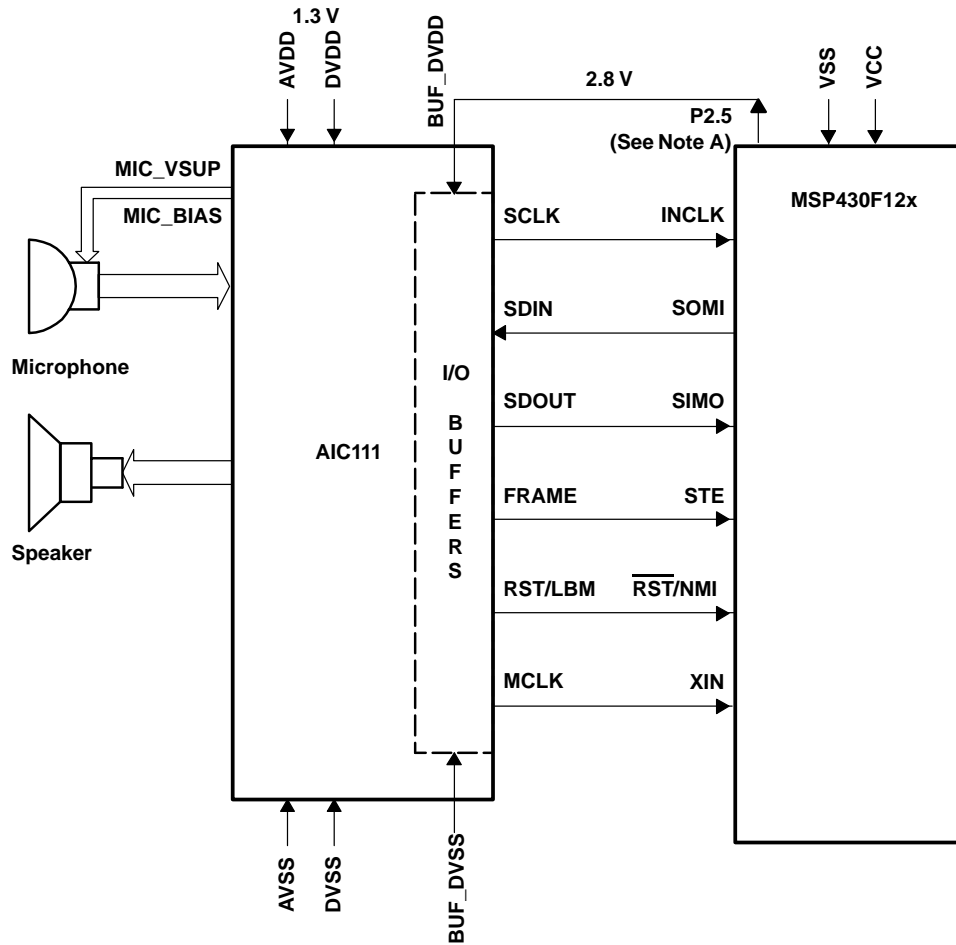 1.3 V
AVDD
DVDD
BUF_DVDD
2.8 V
P2.5
(See Note A)
VSS
VCC
MIC_VSUP
MIC_BIAS
MSP430F12x
SCLK
INCLK
SDIN
SOMI
Microphone
I/O
BUFFERS
SDOUT
SIMO
AIC111
FRAME
STE
Speaker
RST/LBM
RST/NMI
MCLK
XIN
AVSS
DVSS
BUF_DVSS